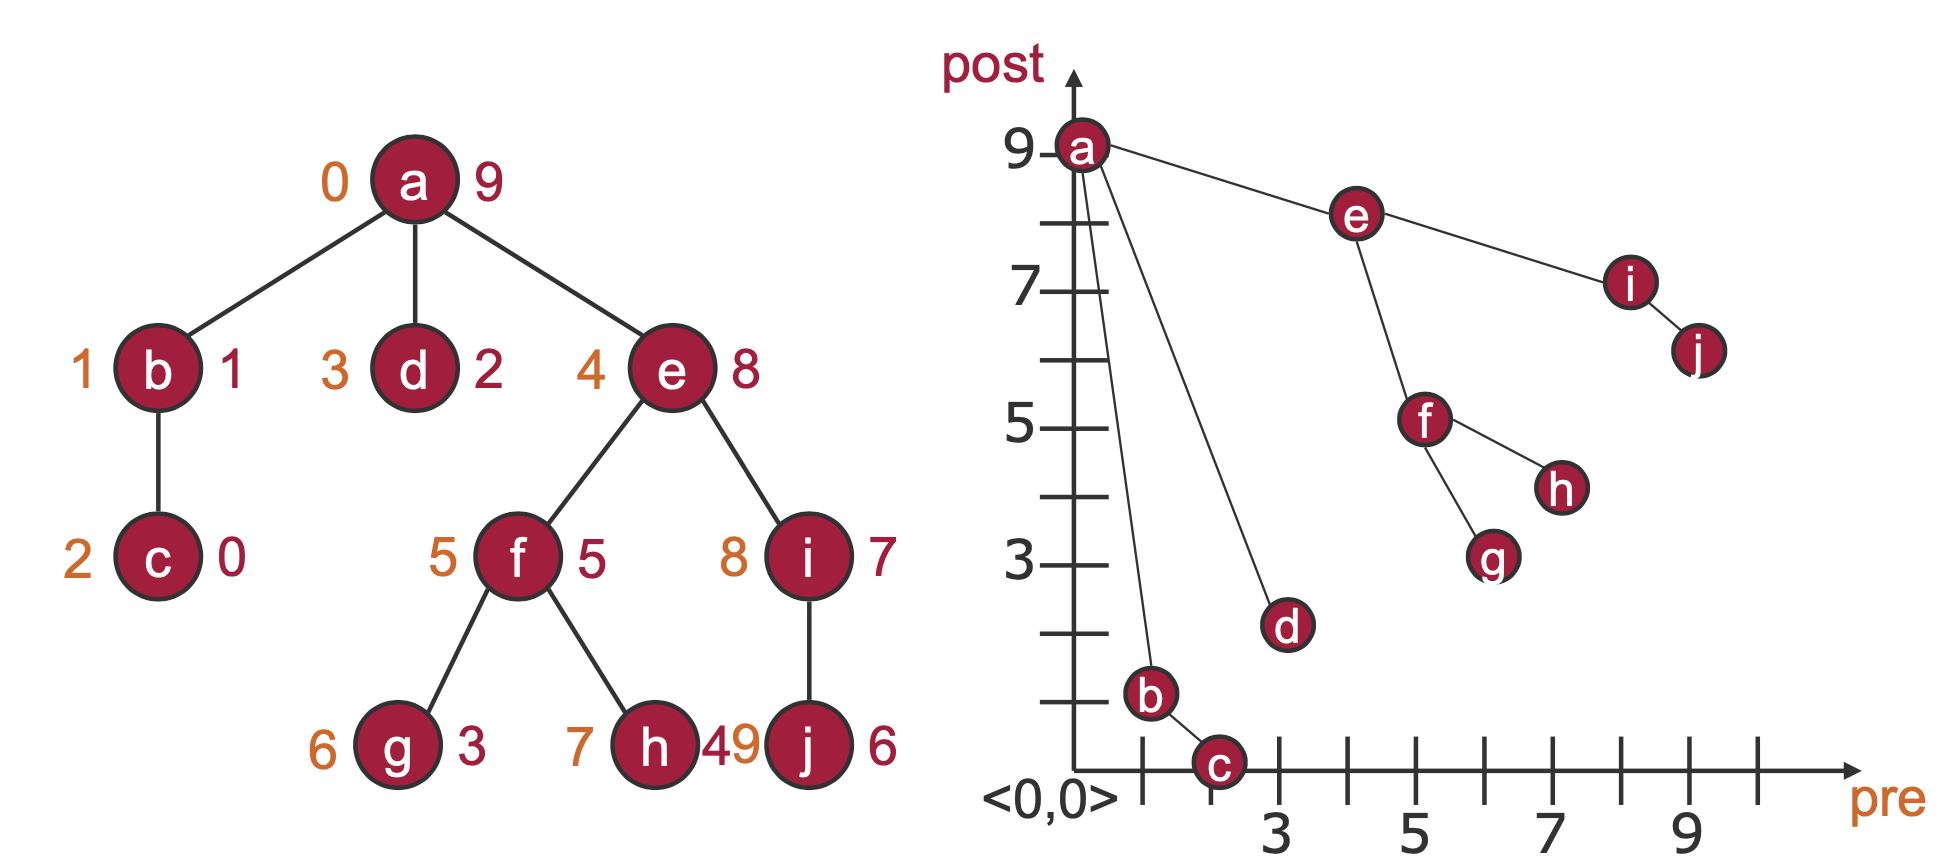 post
0 a 9
1 b 1 3 d 2 4 e 8
2 c 0 5 f 5 8 i 7
6 g 3 7 h 4 9 j 6
9 a
e
7 i
j
5 f
h
3 g
d
b
c
<0,0> pre
3 5 7 9